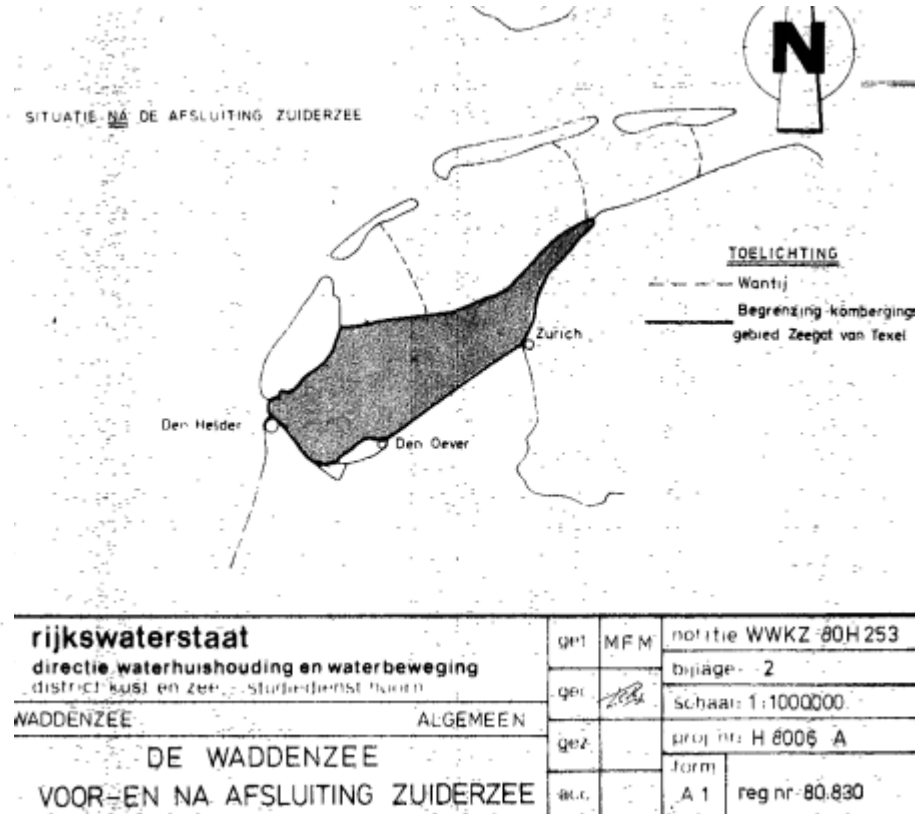 N
SITUATIE NA DE AFSLUITING ZUIDERZEE
TOELICHTING
Wantij
Begrenzing kombergings
gebied Zeegat van Texel
Zurich
Den Helder
Den Oever
rijkswaterstaat
directie waterhuishouding en waterbeweging
district kust en zee - studiedienst hoorn
WADDENZEE ALGEMEEN
DE WADDENZEE
VOOR-EN NA AFSLUITING ZUIDERZEE
get MFM
gec
gez
acc.
notitie WWKZ 80H253
bijlage 2
schaal: 1:1000000
proj. nr: H 8006 A
form
A 1
reg nr 80.830